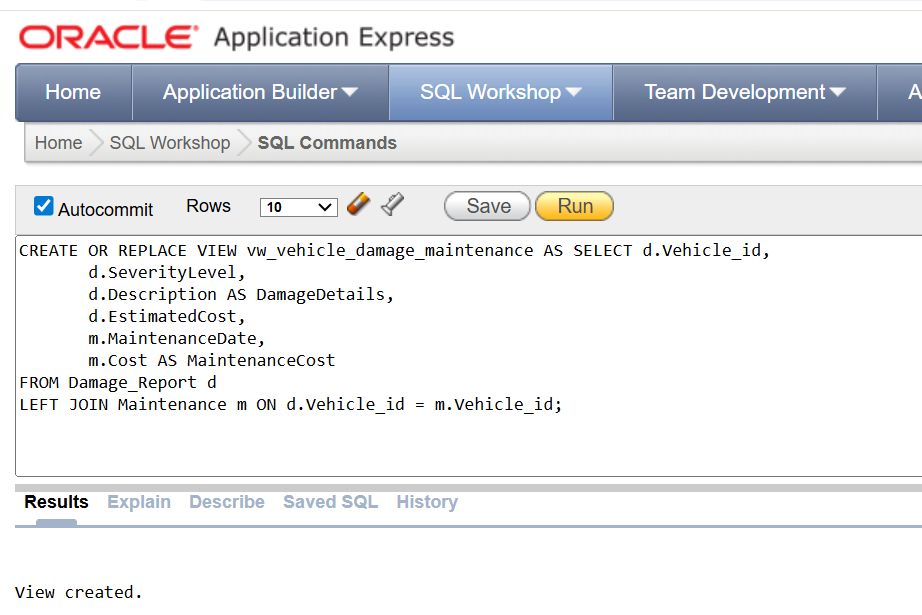 ORACLE® Application Express
Home Application Builder SQL Workshop Team Development A
Home SQL Workshop SQL Commands
Autocommit Rows 10 Save Run
CREATE OR REPLACE VIEW vw_vehicle_damage_maintenance AS SELECT d.Vehicle_id,
d.SeverityLevel,
d.Description AS DamageDetails,
d.EstimatedCost,
m.MaintenanceDate,
m.Cost AS MaintenanceCost
FROM Damage_Report d
LEFT JOIN Maintenance m ON d.Vehicle_id = m.Vehicle_id;
Results Explain Describe Saved SQL History
View created.